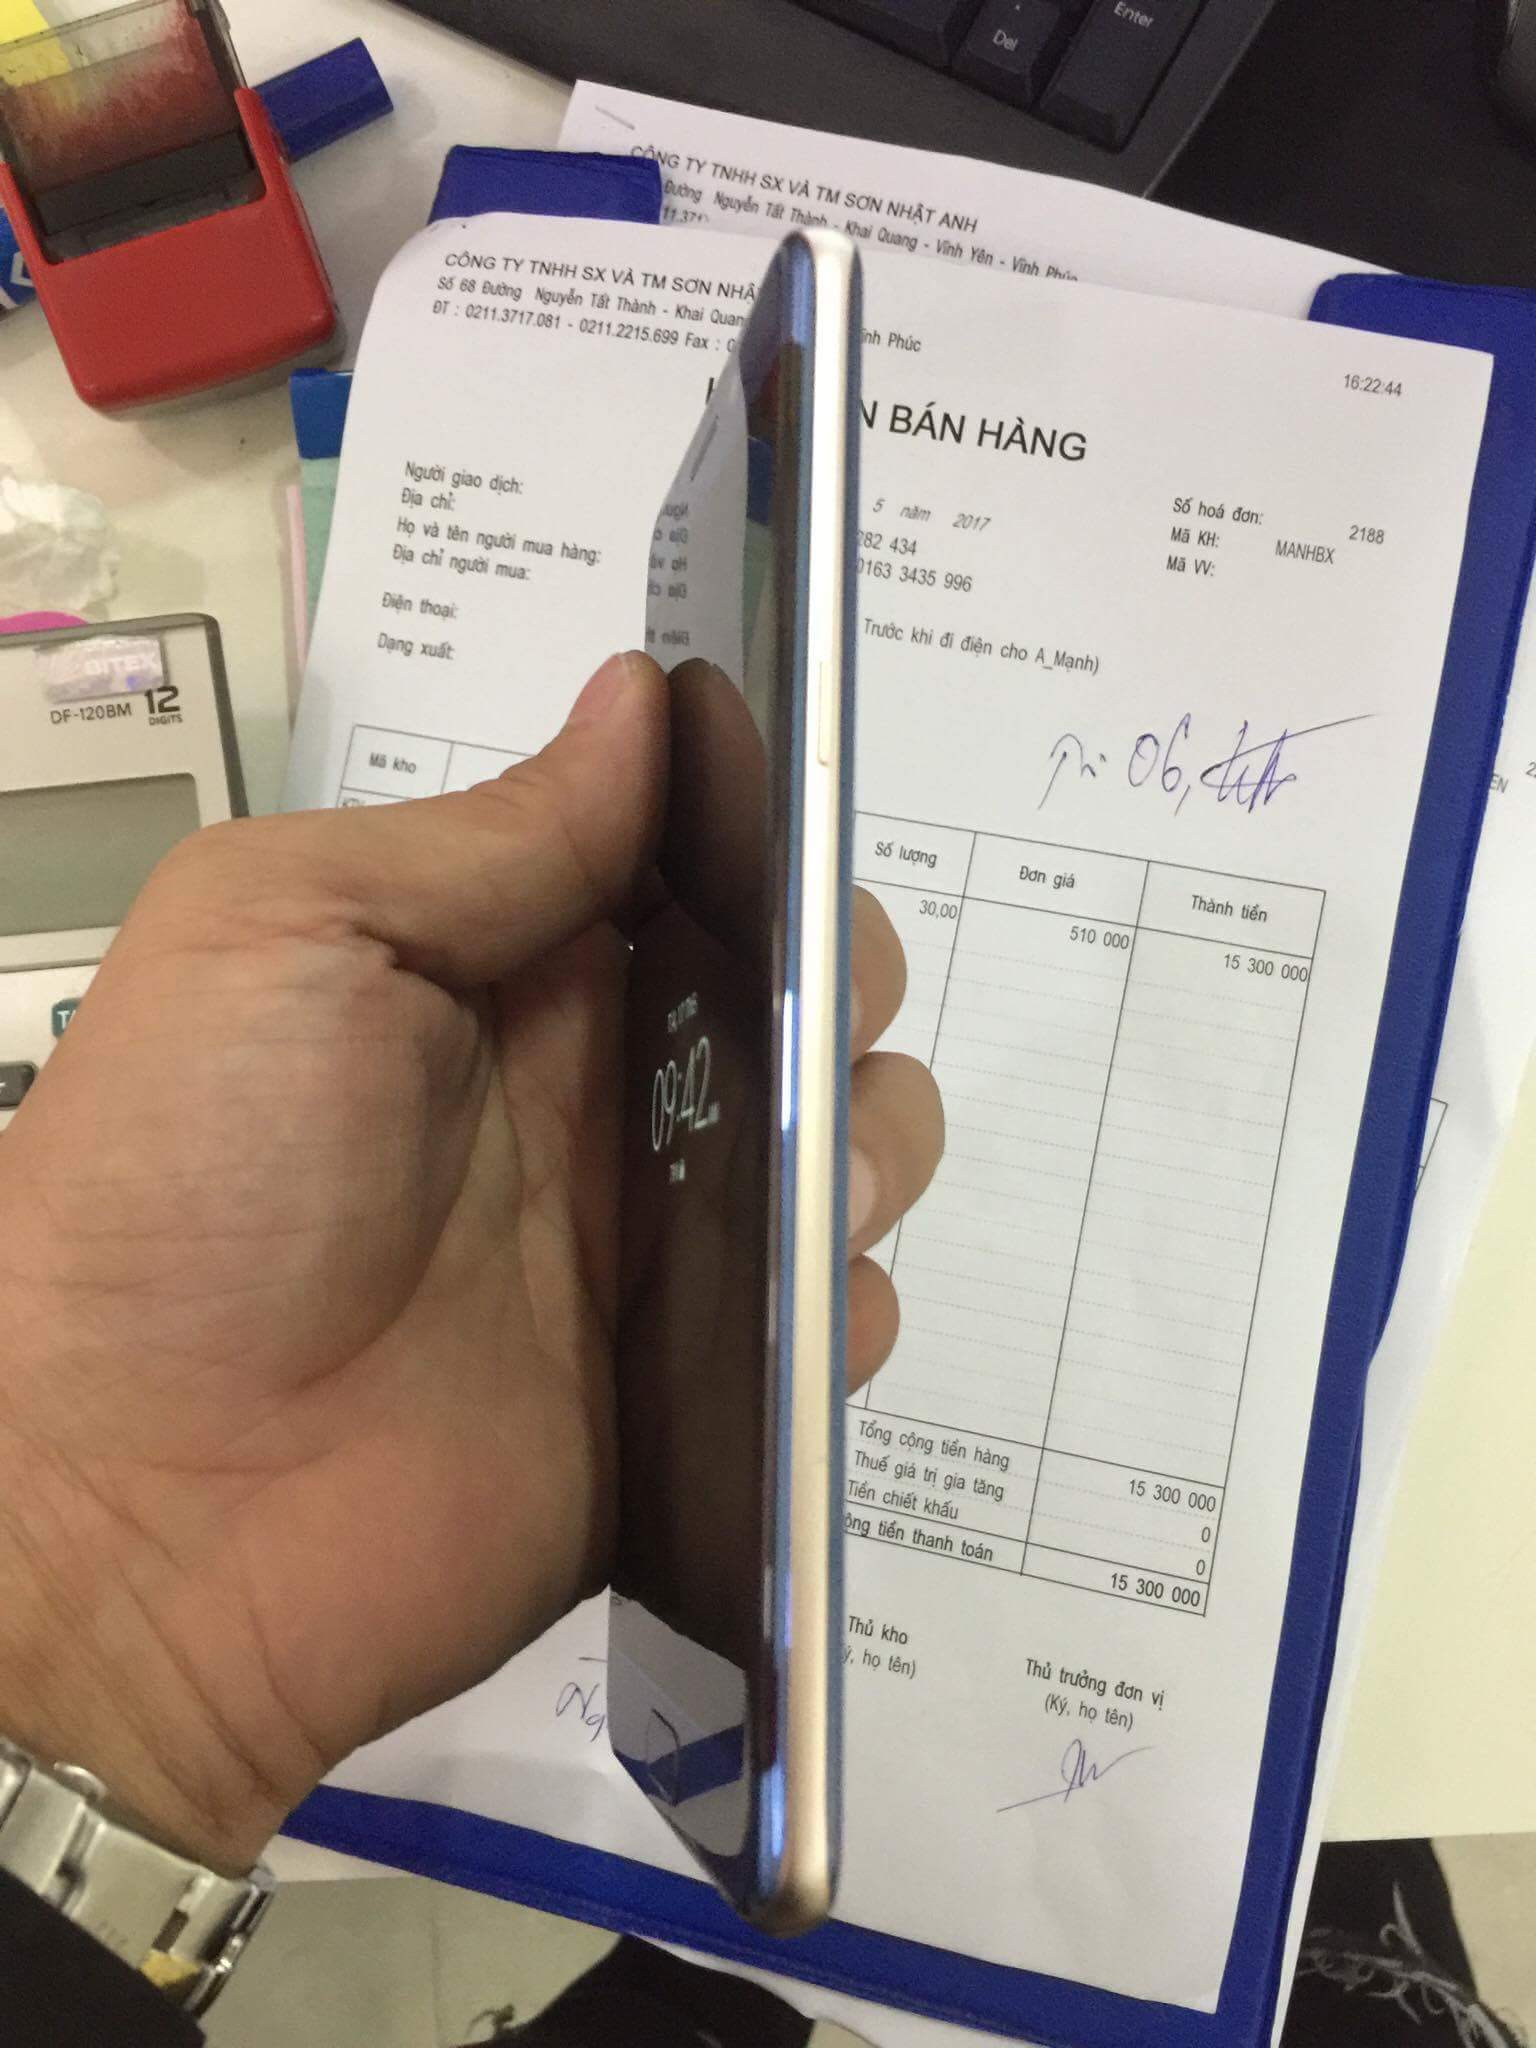 Enter
Del
CÔNG TY TNHH SX VÀ TM SƠN NHẬT ANH
Đường Nguyễn Tất Thành - Khai Quang - Vĩnh Yên - Vĩnh Phúc
CÔNG TY TNHH SX VÀ TM SƠN
Số 68 Đường Nguyễn Tất Thành - Khai
ĐT : 0211.3717.081 - 0211.2215.699 Fax :
Phúc
16:22:44
BÁN HÀNG
5 năm 2017
Số hoá đơn: 2188
Mã KH: MANHBX
Mã VV:
Người giao dịch:
Địa chỉ:
Họ và tên người mua hàng:
282 434
Địa chỉ người mua:
0163 3435 996
Điện thoại:
Trước khi đi điện cho A_Mạnh)
Dạng xuất:
BITEX
DF-120BM 12
DIGITS
06,
Mã kho
Số lượng Đơn giá Thành tiền
30,00 510 000 15 300 000
09:42
Tổng cộng tiền hàng 15 300 000
Thuế giá trị gia tăng 0
Tiền chiết khấu 0
tiền thanh toán 15 300 000
Thủ kho Thủ trưởng đơn vị
họ tên) (Ký, họ tên)